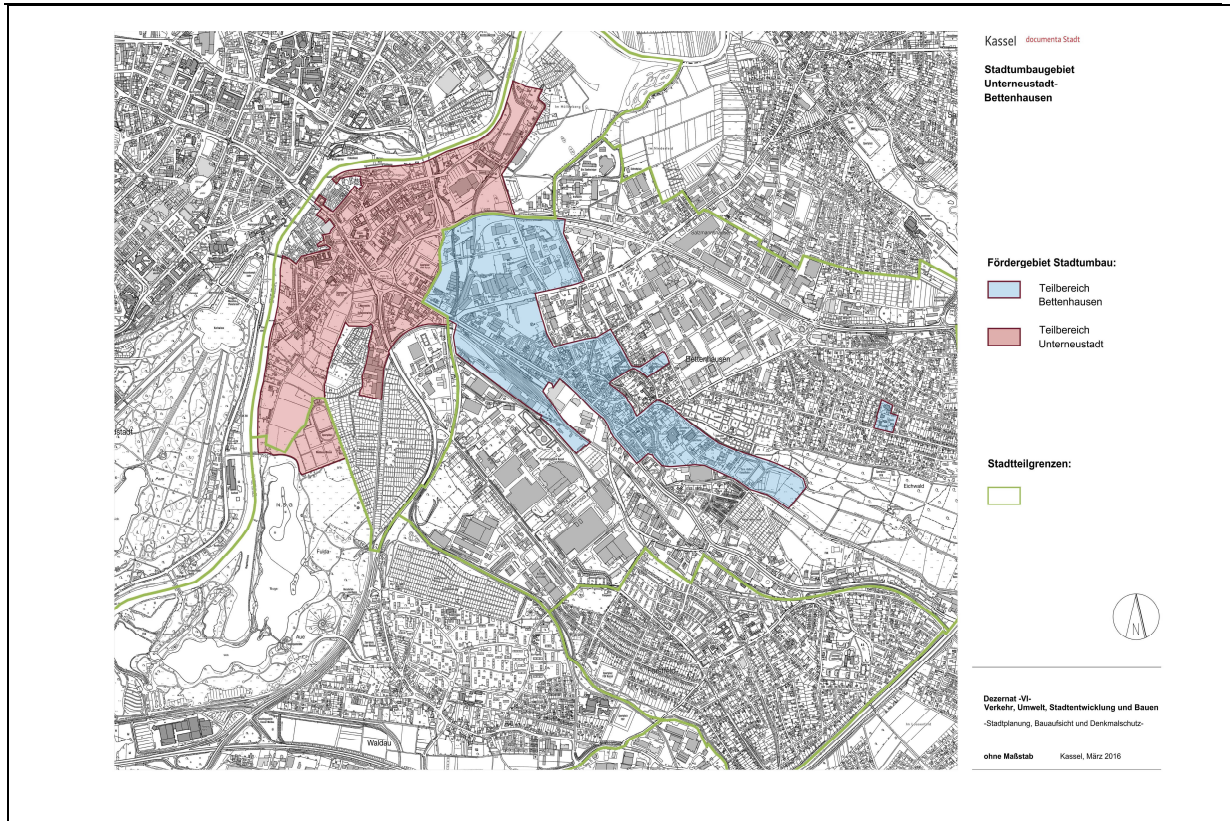 Kassel documenta Stadt
Stadtumbaugebiet
Unterneustadt-
Bettenhausen
Fördergebiet Stadtumbau:
Teilbereich
Bettenhausen
Teilbereich
Unterneustadt
Stadtteilgrenzen:
Bettenhausen
Eichwald
Fulda-
Aue
Waldau
N
Dezernat -VI-
Verkehr, Umwelt, Stadtentwicklung und Bauen
-Stadtplanung, Bauaufsicht und Denkmalschutz-
ohne Maßstab Kassel, März 2016